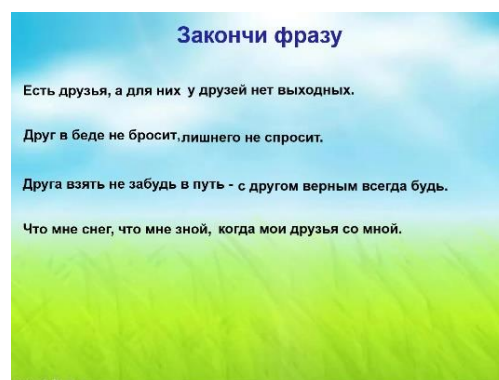 Закончи фразу
Есть друзья, а для них у друзей нет выходных.
Друг в беде не бросит, лишнего не спросит.
Друга взять не забудь в путь - с другом верным всегда будь.
Что мне снег, что мне зной, когда мои друзья со мной.